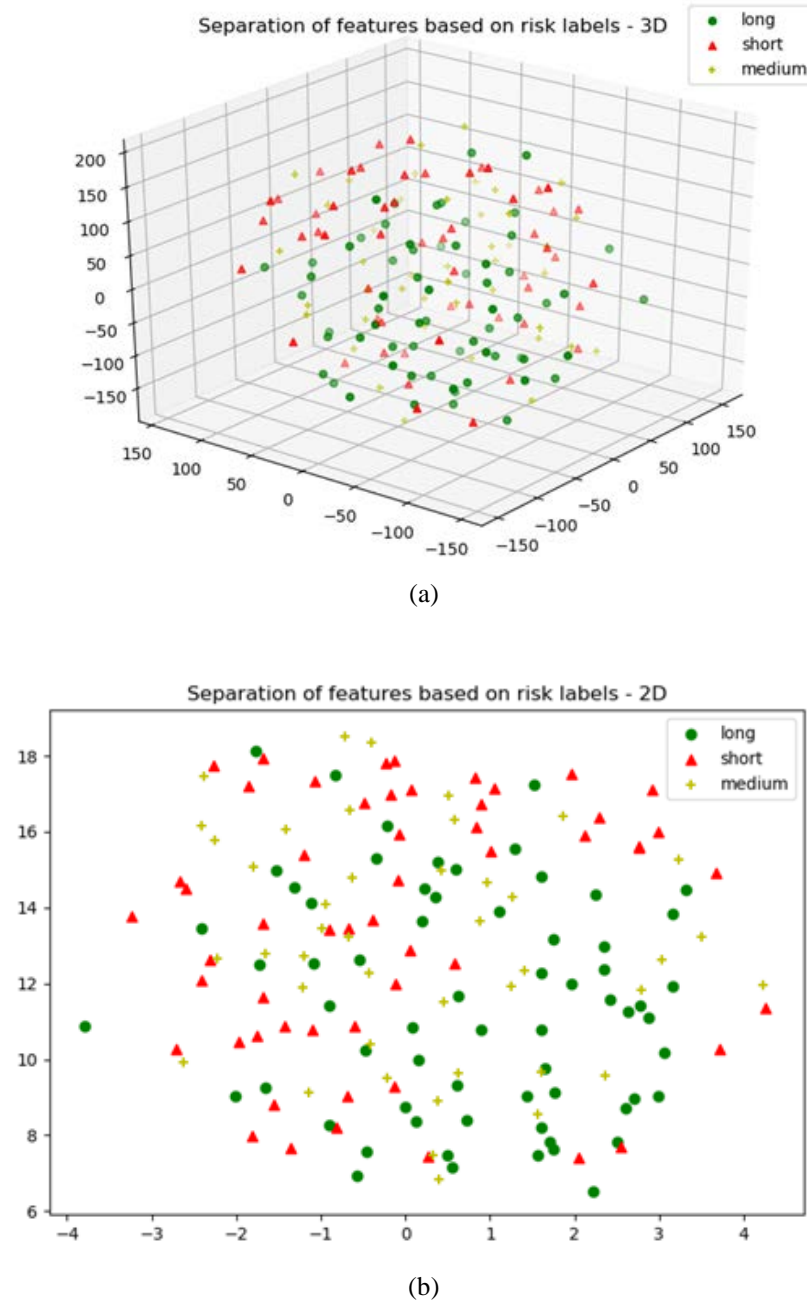 Separation of features based on risk labels - 3D
long
short
medium
200
150
100
50
0
−50
−100
−150
150
100
50
0
−50
−100
−150
−150
−100
−50
0
50
100
150
(a)
Separation of features based on risk labels - 2D
long
short
medium
18
16
14
12
10
8
6
−4 −3 −2 −1 0 1 2 3 4
(b)